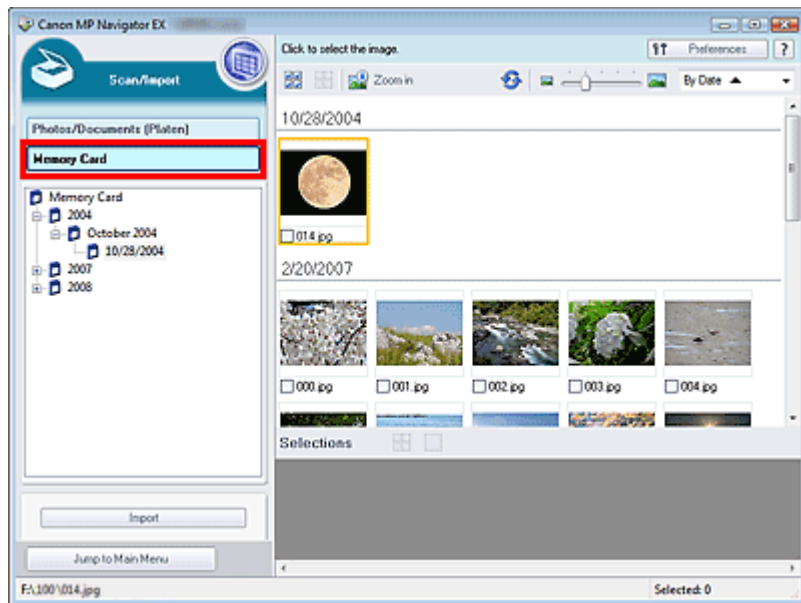 Canon MP Navigator EX
Scan/Import
Photos/Documents (Platen)
Memory Card
Memory Card
2004
October 2004
10/28/2004
2007
2008
Import
Jump to Main Menu
Click to select the image.
Preferences
?
Zoom in
By Date
10/28/2004
014.jpg
2/20/2007
000.jpg
001.jpg
002.jpg
003.jpg
004.jpg
Selections
F:\100\014.jpg
Selected: 0